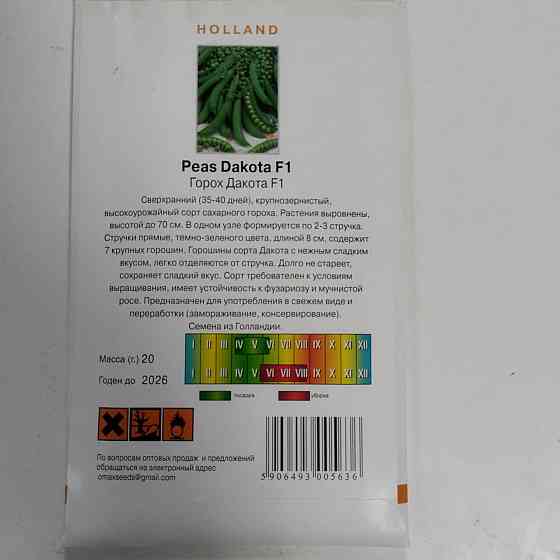 HOLLAND
Peas Dakota F1
Горох Дакота F1
Сверхранний (35-40 дней), крупнозернистый,
высокоурожайный сорт сахарного гороха. Растения выровнены,
высотой до 70 см. В одном узле формируется по 2-3 стручка.
Стручки прямые, темно-зеленого цвета, длиной 8 см, содержит
7 крупных горошин. Горошины сорта Дакота с нежным сладким
вкусом, легко отделяются от стручка. Долго не стареет,
сохраняет сладкий вкус. Сорт требователен к условиям
выращивания, имеет устойчивость к фузариозу и мучнистой
росе. Предназначен для употребления в свежем виде и
переработки (замораживание, консервирование).
Семена из Голландии.
I II III IV V VI VII VIII IX X XI XII
Масса (г.) 20
I II III IV V VI VII VIII IX X XI XII
Годен до 2026
посадка уборка
По вопросам оптовых продаж и предложений
обращаться на электронный адрес
omaxseeds@gmail.com
5 906493 005636